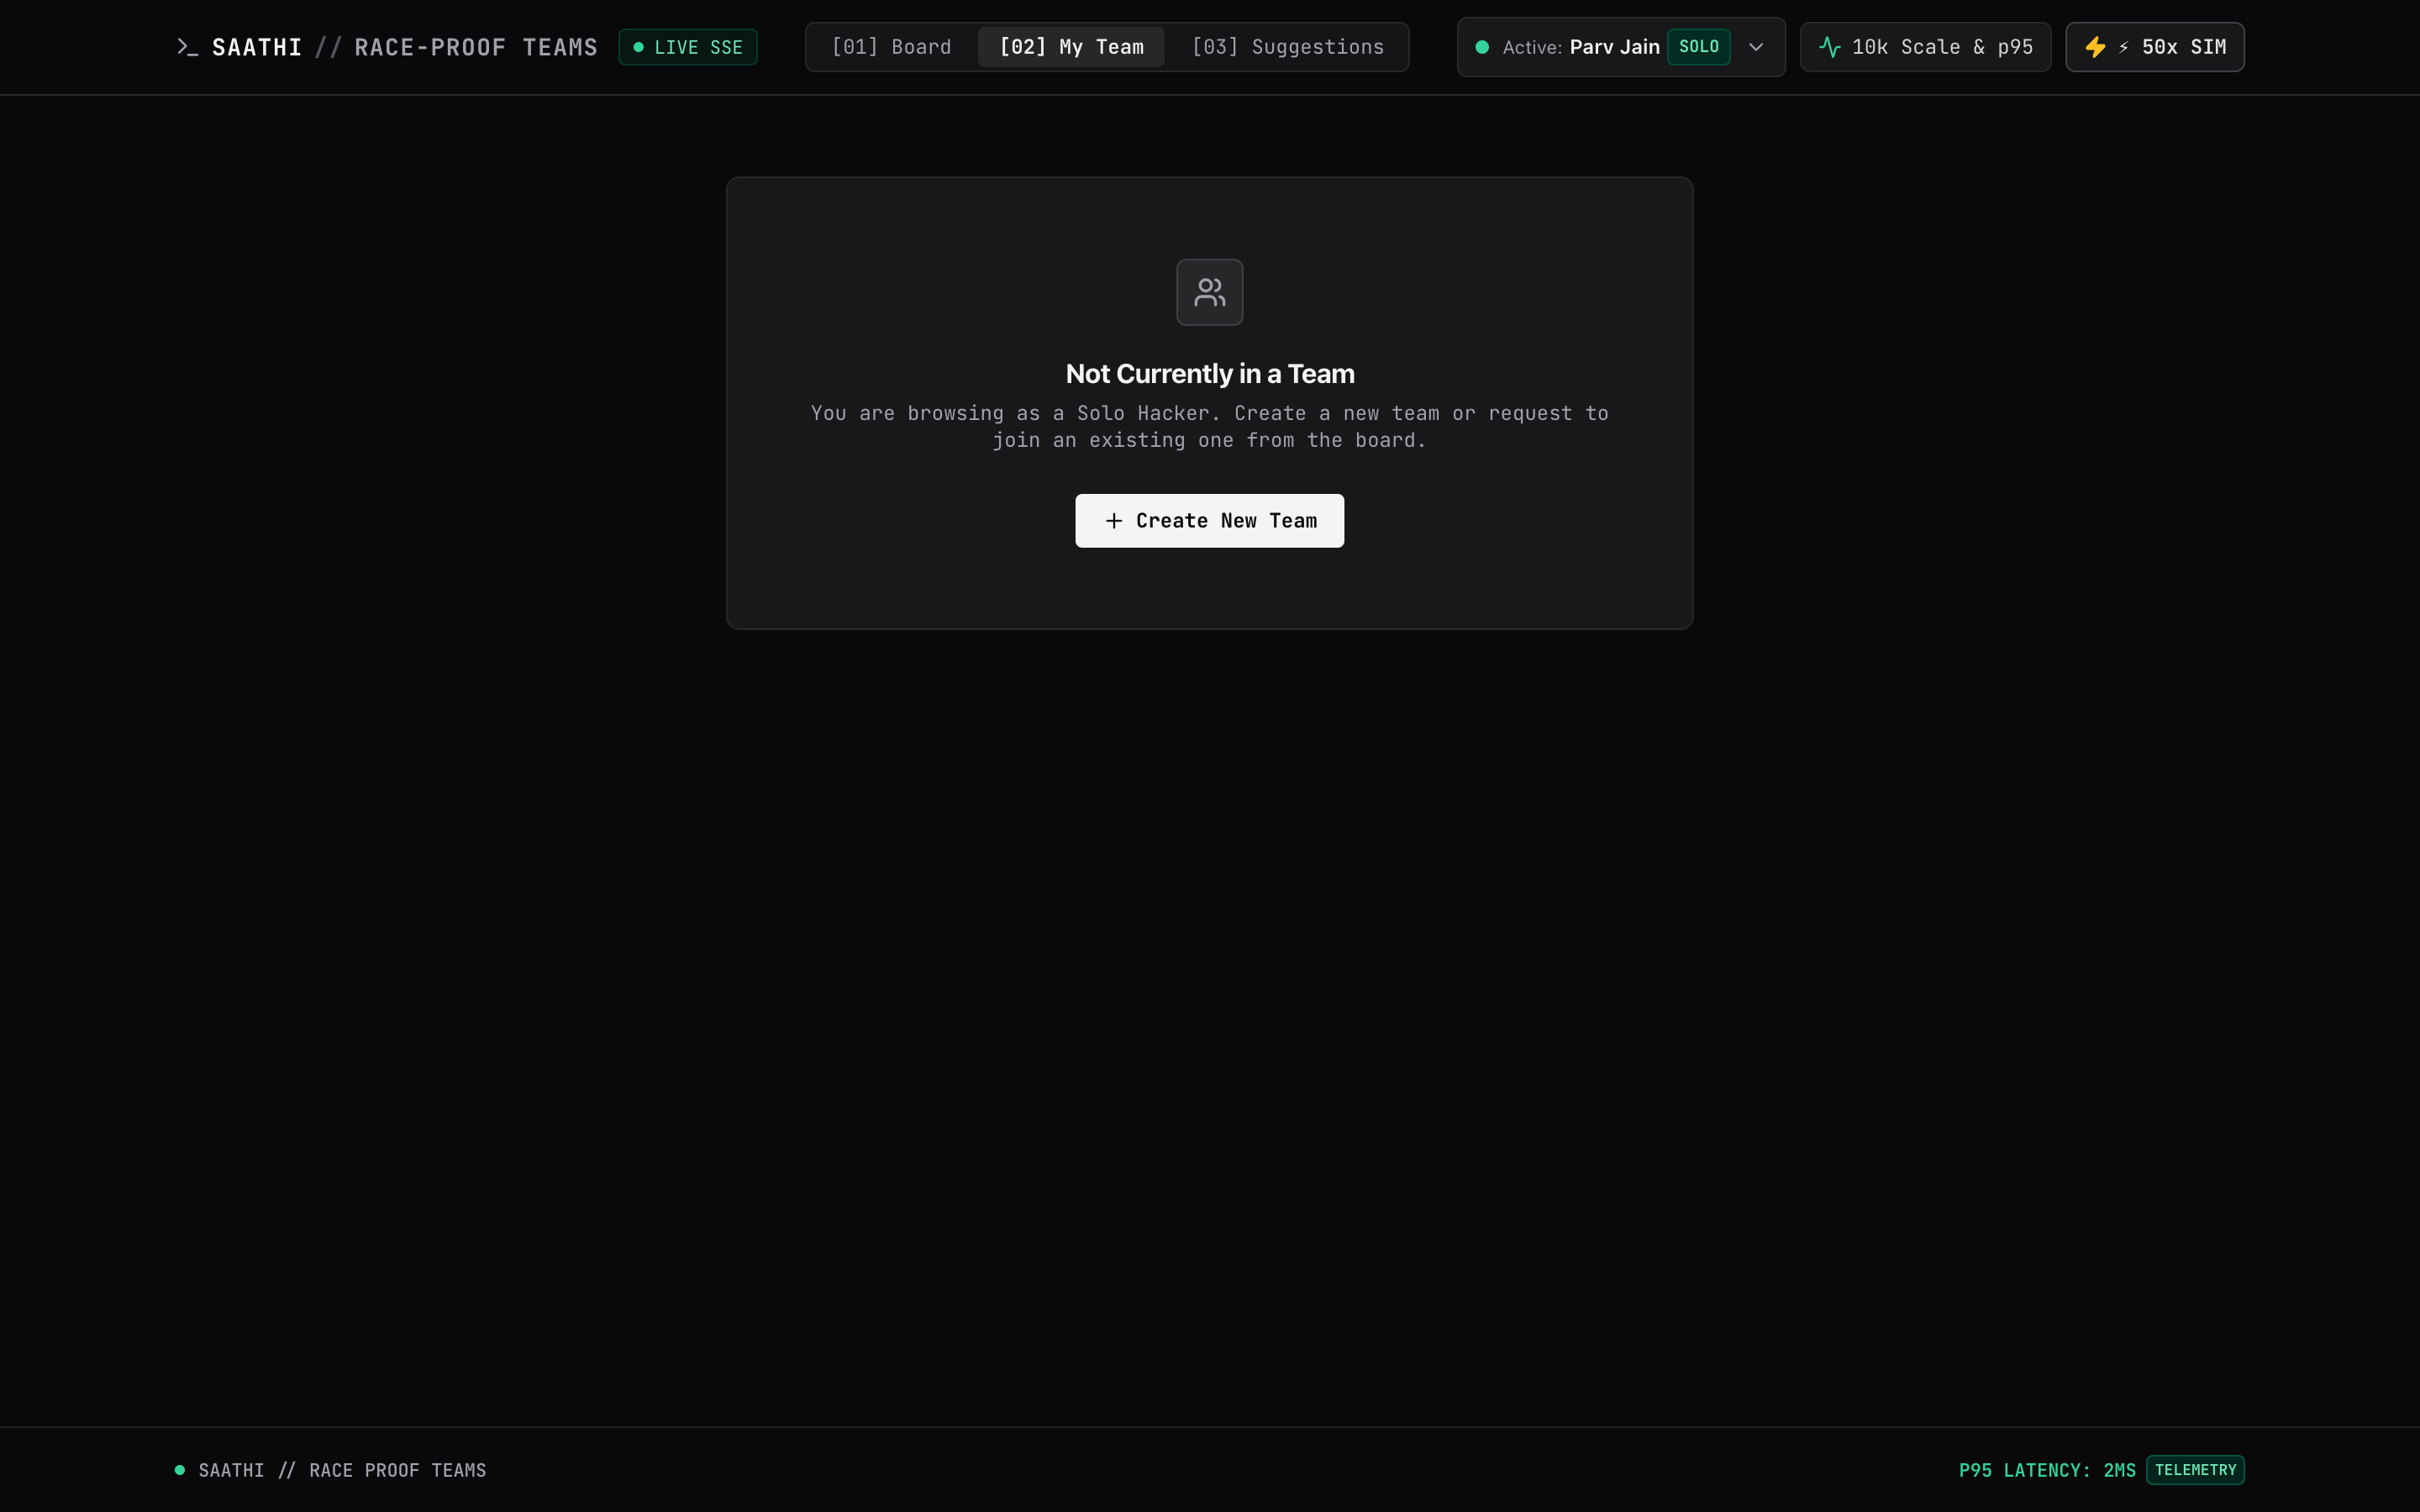 SAATHI // RACE-PROOF TEAMS
LIVE SSE
[01] Board
[02] My Team
[03] Suggestions
Active: Parv Jain SOLO
10k Scale & p95
⚡ 50x SIM
Not Currently in a Team
You are browsing as a Solo Hacker. Create a new team or request to
join an existing one from the board.
+ Create New Team
SAATHI // RACE PROOF TEAMS
P95 LATENCY: 2MS TELEMETRY